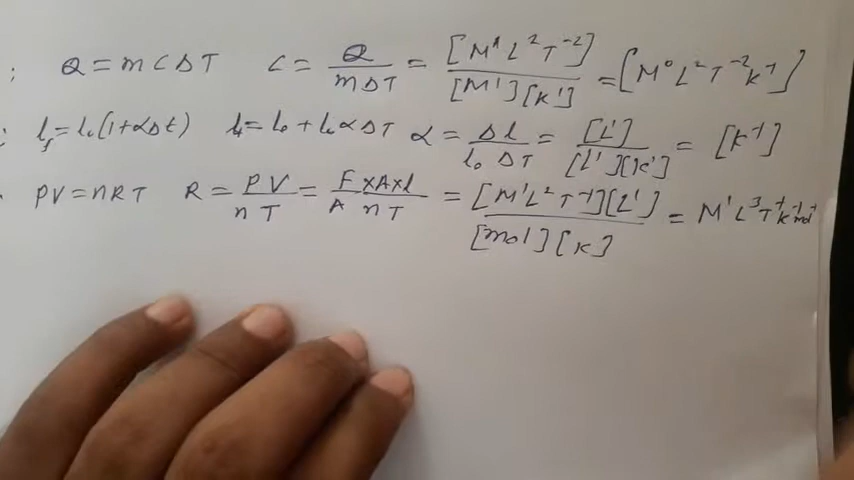 ; Q = mCΔT C = Q/mΔT = [M¹L²T⁻²]/[M¹][K¹] = [M⁰L²T⁻²K⁻¹]
: l_f = l₀(1+αΔt) l_f = l₀ + l₀αΔT α = Δl/l₀ΔT = [L¹]/[L¹][K¹] = [K⁻¹]
. PV = nRT R = PV/nT = F/A×A×l/nT = [M¹L²T⁻¹][L¹]/[mol][K] = M¹L³T⁻¹K⁻¹mol⁻¹